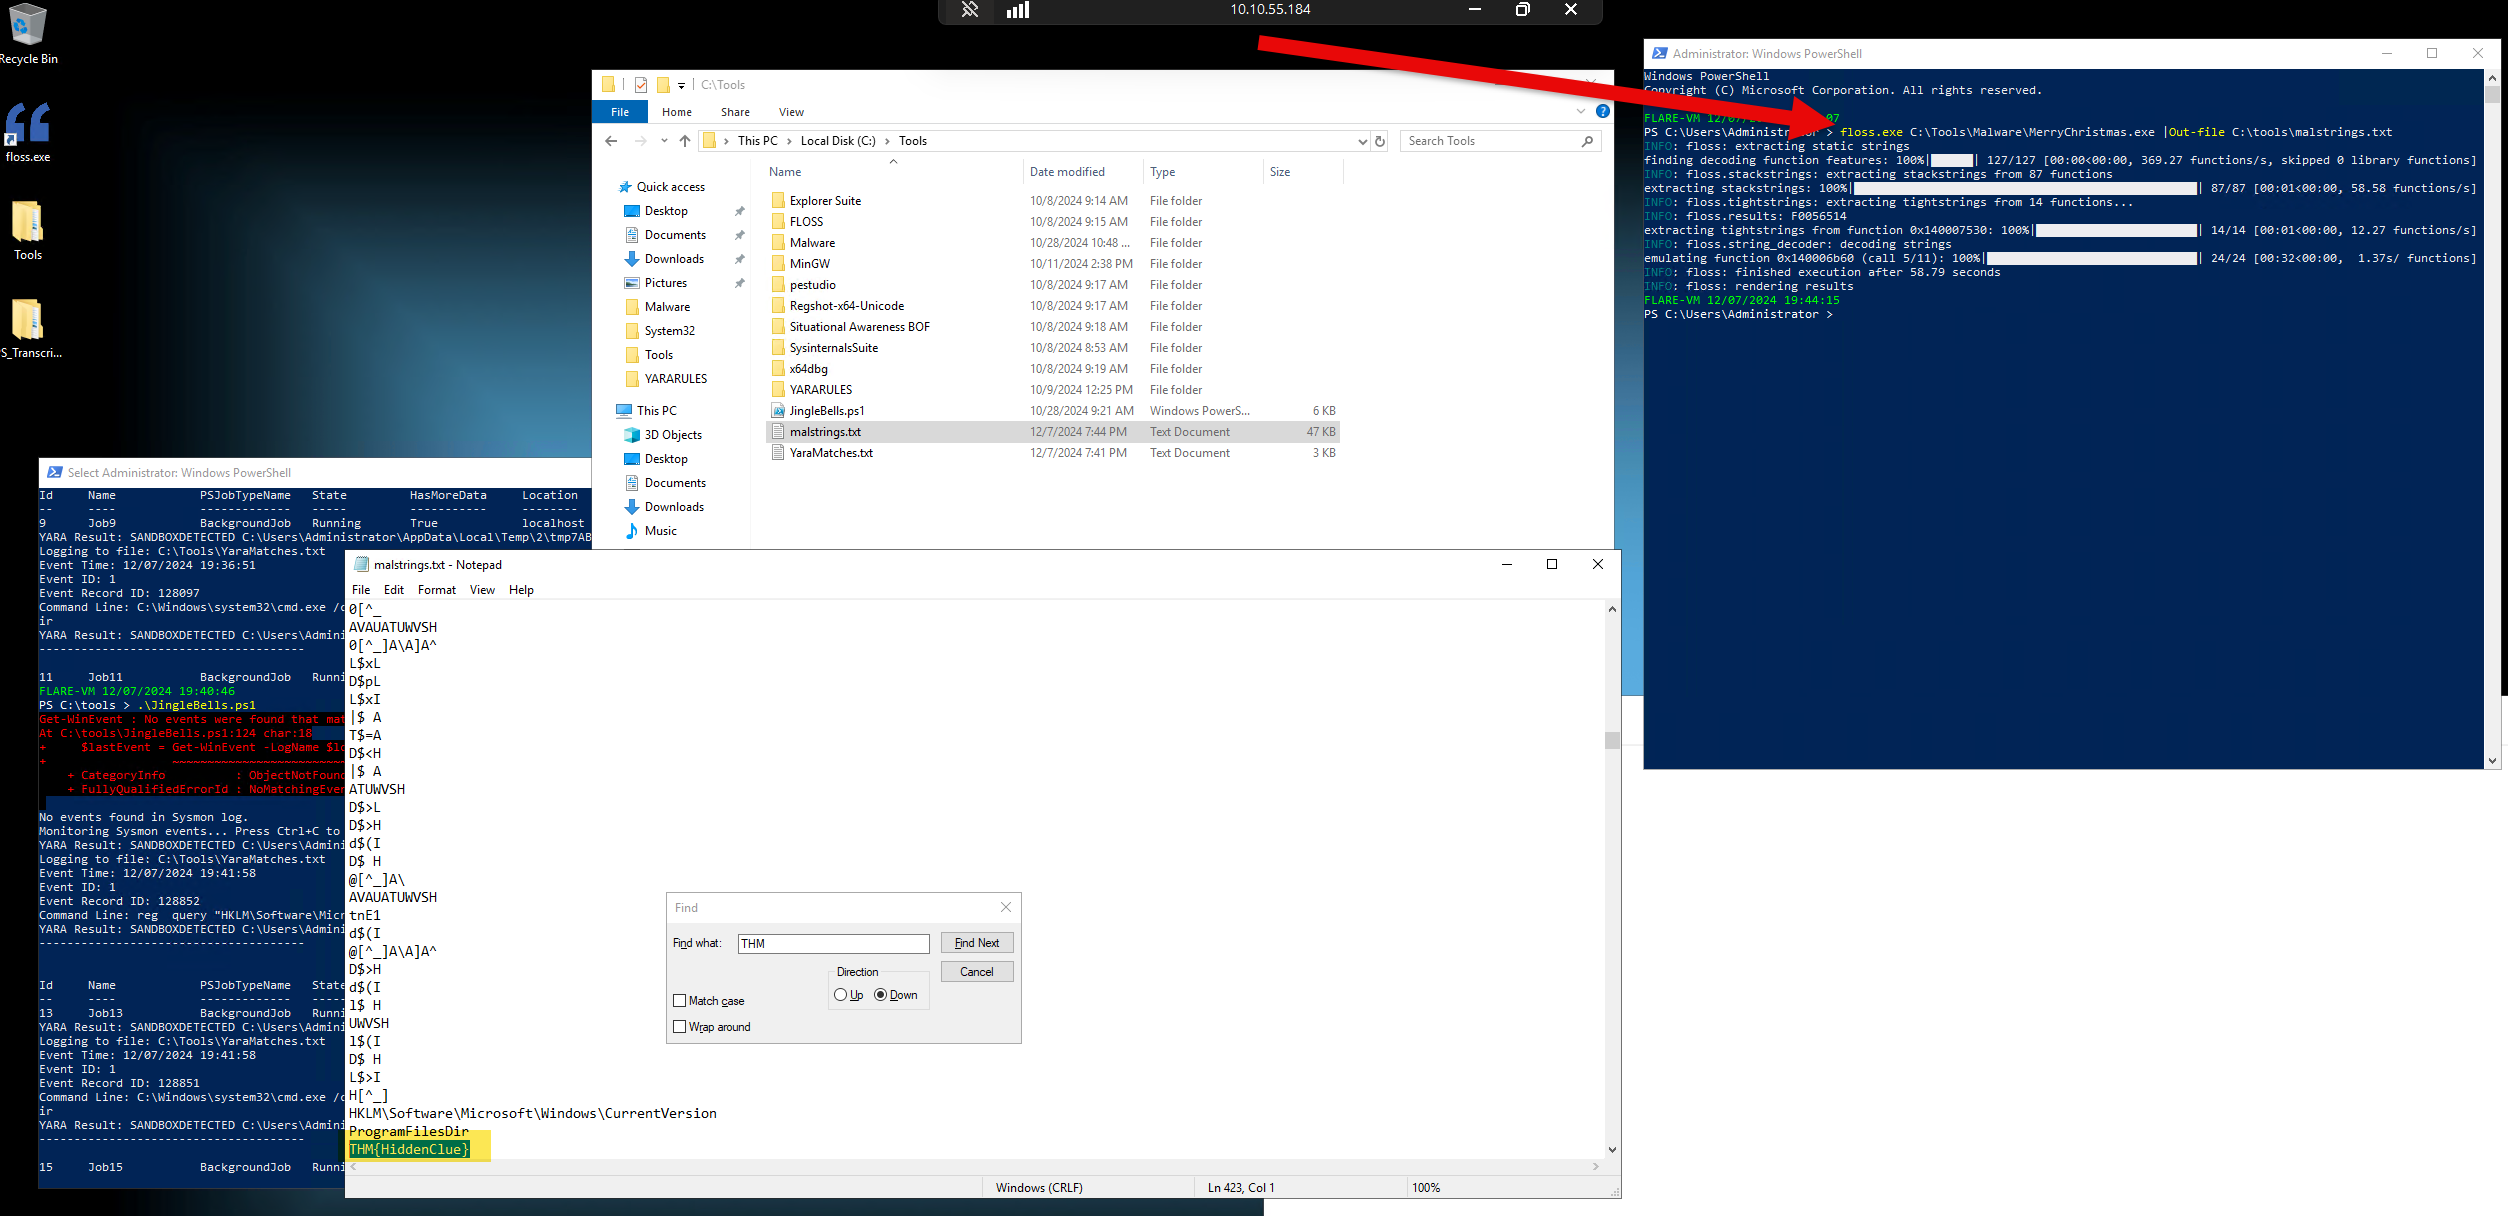 10.10.55.184
Recycle Bin
floss.exe
Tools
S_Transcri...
C:\Tools
File Home Share View
This PC Local Disk (C:) Tools
Search Tools
Name Date modified Type Size
Quick access
Desktop
Documents
Downloads
Pictures
Malware
System32
Tools
YARARULES
This PC
3D Objects
Desktop
Documents
Downloads
Music
Explorer Suite 10/8/2024 9:14 AM File folder
FLOSS 10/8/2024 9:15 AM File folder
Malware 10/28/2024 10:48 ... File folder
MinGW 10/11/2024 2:38 PM File folder
pestudio 10/8/2024 9:17 AM File folder
Regshot-x64-Unicode 10/8/2024 9:17 AM File folder
Situational Awareness BOF 10/8/2024 9:18 AM File folder
SysinternalsSuite 10/8/2024 8:53 AM File folder
x64dbg 10/8/2024 9:19 AM File folder
YARARULES 10/9/2024 12:25 PM File folder
JingleBells.ps1 10/28/2024 9:21 AM Windows PowerS... 6 KB
malstrings.txt 12/7/2024 7:44 PM Text Document 47 KB
YaraMatches.txt 12/7/2024 7:41 PM Text Document 3 KB
Administrator: Windows PowerShell
Windows PowerShell
Copyright (C) Microsoft Corporation. All rights reserved.
FLARE-VM 12/07/ 07
PS C:\Users\Administrator > floss.exe C:\Tools\Malware\MerryChristmas.exe |Out-file C:\tools\malstrings.txt
INFO: floss: extracting static strings
finding decoding function features: 100%| | 127/127 [00:00<00:00, 369.27 functions/s, skipped 0 library functions]
INFO: floss.stackstrings: extracting stackstrings from 87 functions
extracting stackstrings: 100%| | 87/87 [00:01<00:00, 58.58 functions/s]
INFO: floss.tightstrings: extracting tightstrings from 14 functions...
INFO: floss.results: F0056514
extracting tightstrings from function 0x140007530: 100%| | 14/14 [00:01<00:00, 12.27 functions/s]
INFO: floss.string_decoder: decoding strings
emulating function 0x140006b60 (call 5/11): 100%| | 24/24 [00:32<00:00, 1.37s/ functions]
INFO: floss: finished execution after 58.79 seconds
INFO: floss: rendering results
FLARE-VM 12/07/2024 19:44:15
PS C:\Users\Administrator >
Select Administrator: Windows PowerShell
Id Name PSJobTypeName State HasMoreData Location
-- ---- ------------- ----- ----------- --------
9 Job9 BackgroundJob Running True localhost
YARA Result: SANDBOXDETECTED C:\Users\Administrator\AppData\Local\Temp\2\tmp7AB
Logging to file: C:\Tools\YaraMatches.txt
Event Time: 12/07/2024 19:36:51
Event ID: 1
Event Record ID: 128097
Command Line: C:\Windows\system32\cmd.exe /c
ir
YARA Result: SANDBOXDETECTED C:\Users\Admini
--------------------------------------
11 Job11 BackgroundJob Runni
FLARE-VM 12/07/2024 19:40:46
PS C:\tools > .\JingleBells.ps1
Get-WinEvent : No events were found that mat
At C:\tools\JingleBells.ps1:124 char:18
+ $lastEvent = Get-WinEvent -LogName $lo
+ ~~~~~~~~~~~~~~~~~~~~~~~~~
+ CategoryInfo : ObjectNotFound
+ FullyQualifiedErrorId : NoMatchingEven
No events found in Sysmon log.
Monitoring Sysmon events... Press Ctrl+C to
YARA Result: SANDBOXDETECTED C:\Users\Admini
Logging to file: C:\Tools\YaraMatches.txt
Event Time: 12/07/2024 19:41:58
Event ID: 1
Event Record ID: 128852
Command Line: reg  query "HKLM\Software\Micr
YARA Result: SANDBOXDETECTED C:\Users\Admini
--------------------------------------
Id Name PSJobTypeName State
-- ---- ------------- -----
13 Job13 BackgroundJob Runni
YARA Result: SANDBOXDETECTED C:\Users\Admini
Logging to file: C:\Tools\YaraMatches.txt
Event Time: 12/07/2024 19:41:58
Event ID: 1
Event Record ID: 128851
Command Line: C:\Windows\system32\cmd.exe /c
ir
YARA Result: SANDBOXDETECTED C:\Users\Admini
--------------------------------------
15 Job15 BackgroundJob Runni
malstrings.txt - Notepad
File Edit Format View Help
0[^_
AVAUATUWVSH
0[^_]A\A]A^
L$xL
D$pL
L$xI
|$ A
T$=A
D$<H
|$ A
ATUWVSH
D$>L
D$>H
d$(I
D$ H
@[^_]A\
AVAUATUWVSH
tnE1
d$(I
@[^_]A\A]A^
D$>H
d$(I
l$ H
UWVSH
l$(I
D$ H
L$>I
H[^_]
HKLM\Software\Microsoft\Windows\CurrentVersion
ProgramFilesDir
THM{HiddenClue}
Windows (CRLF) Ln 423, Col 1 100%
Find
Find what: THM Find Next
Cancel
Direction
Up Down
Match case
Wrap around